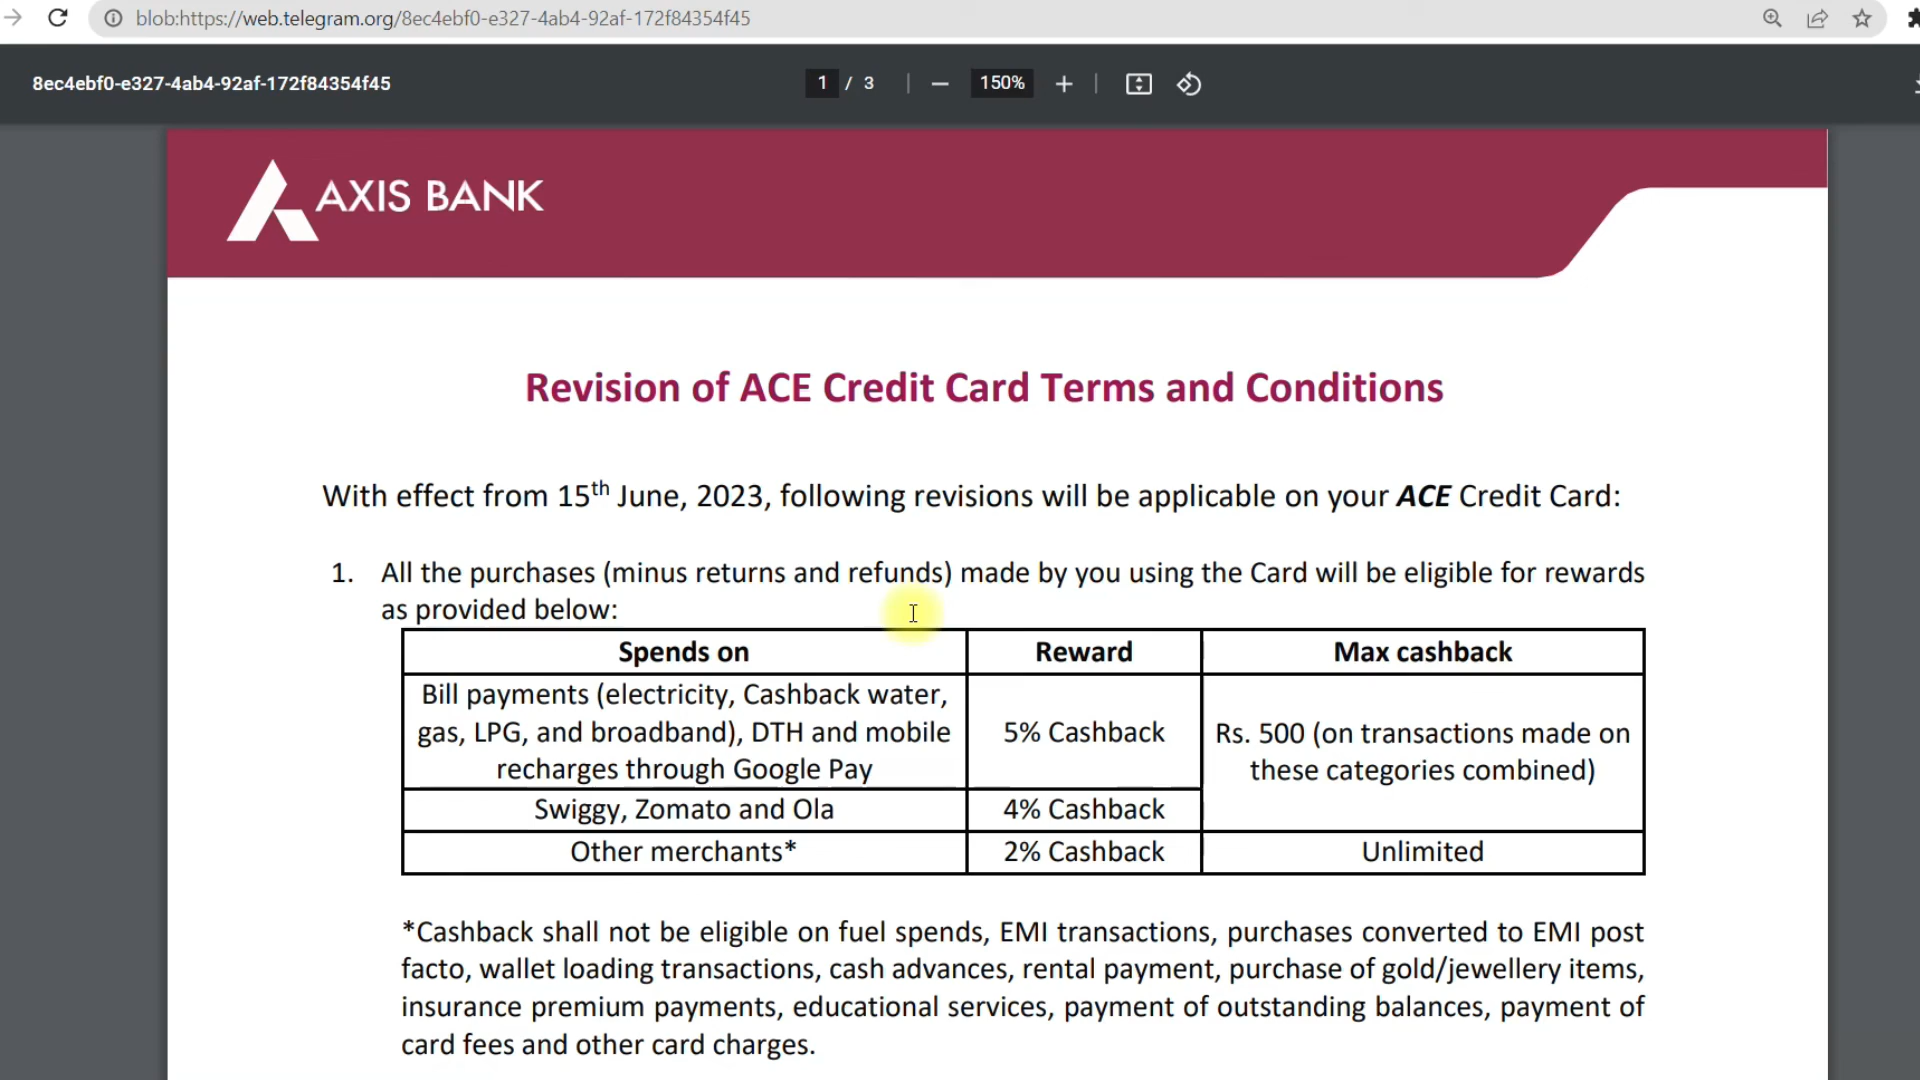 blob:https://web.telegram.org/8ec4ebf0-e327-4ab4-92af-172f84354f45
8ec4ebf0-e327-4ab4-92af-172f84354f45
1 / 3
150%
AXIS BANK
Revision of ACE Credit Card Terms and Conditions
With effect from 15th June, 2023, following revisions will be applicable on your ACE Credit Card:
1. All the purchases (minus returns and refunds) made by you using the Card will be eligible for rewards
as provided below:
Spends on Reward Max cashback
Bill payments (electricity, Cashback water,
gas, LPG, and broadband), DTH and mobile
recharges through Google Pay
5% Cashback
Rs. 500 (on transactions made on
these categories combined)
Swiggy, Zomato and Ola 4% Cashback
Other merchants* 2% Cashback Unlimited
*Cashback shall not be eligible on fuel spends, EMI transactions, purchases converted to EMI post
facto, wallet loading transactions, cash advances, rental payment, purchase of gold/jewellery items,
insurance premium payments, educational services, payment of outstanding balances, payment of
card fees and other card charges.